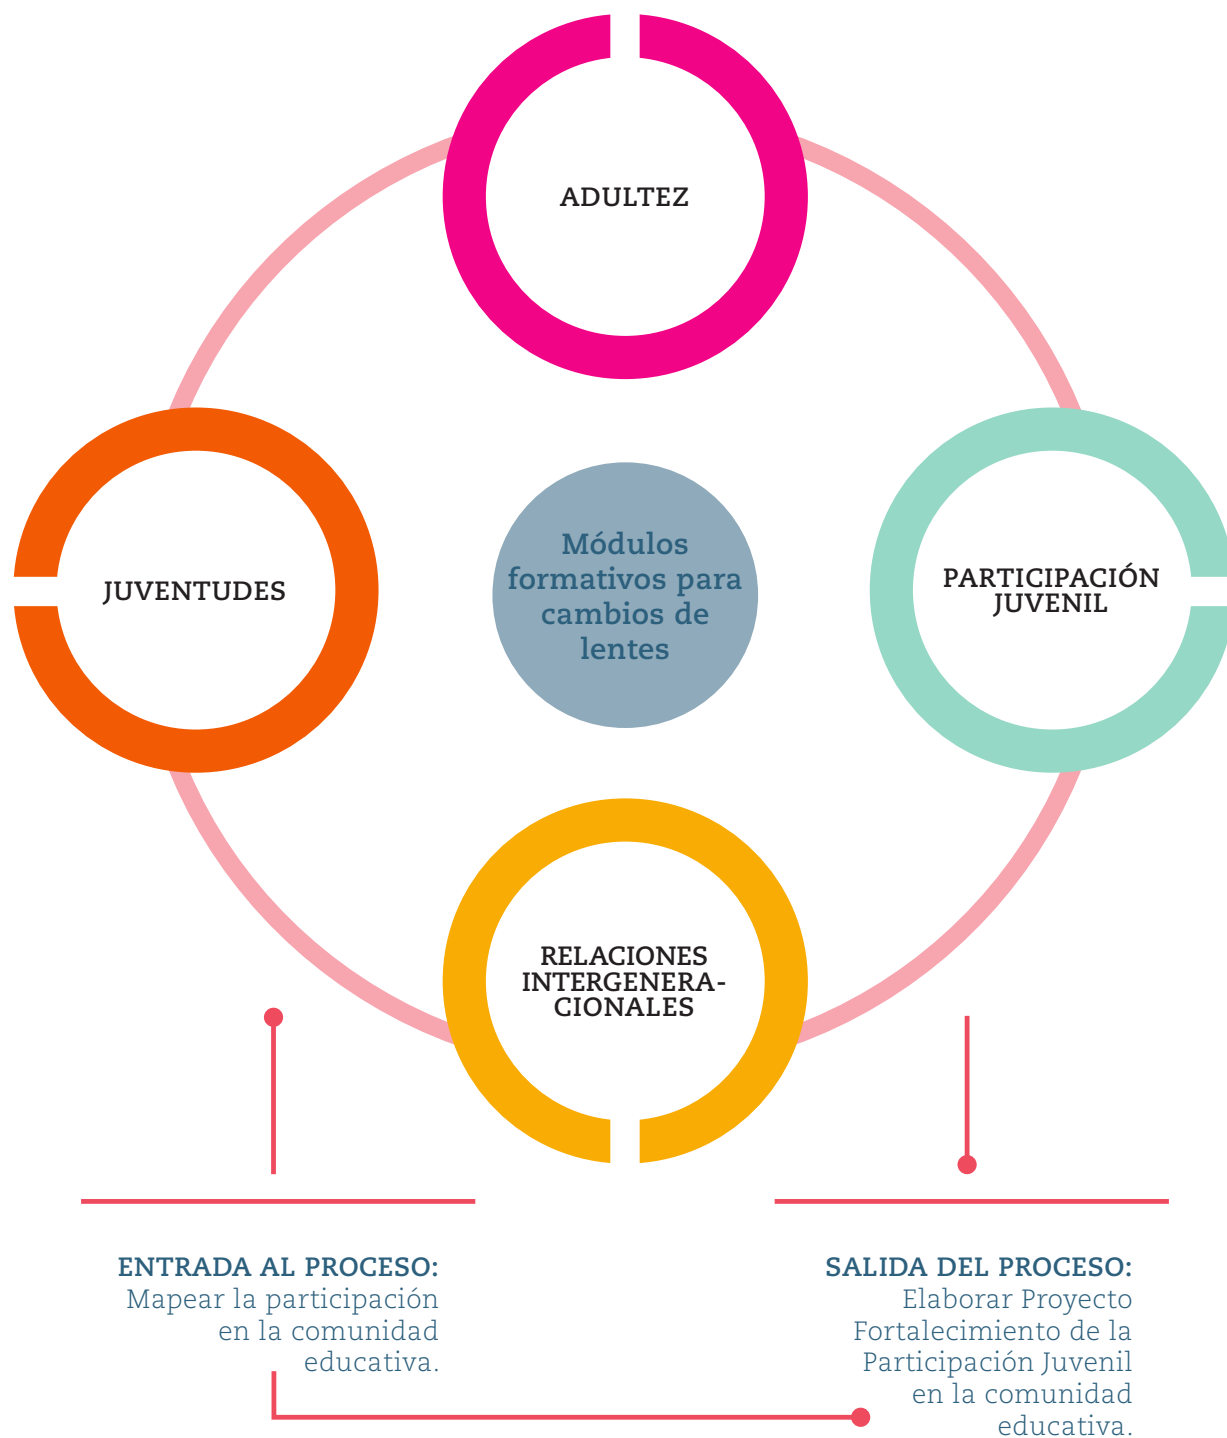 ADULTEZ
JUVENTUDES
Módulos
formativos para
cambios de
lentes
PARTICIPACIÓN
JUVENIL
RELACIONES
INTERGENERA-
CIONALES
ENTRADA AL PROCESO:
Mapear la participación
en la comunidad
educativa.
SALIDA DEL PROCESO:
Elaborar Proyecto
Fortalecimiento de la
Participación Juvenil
en la comunidad
educativa.